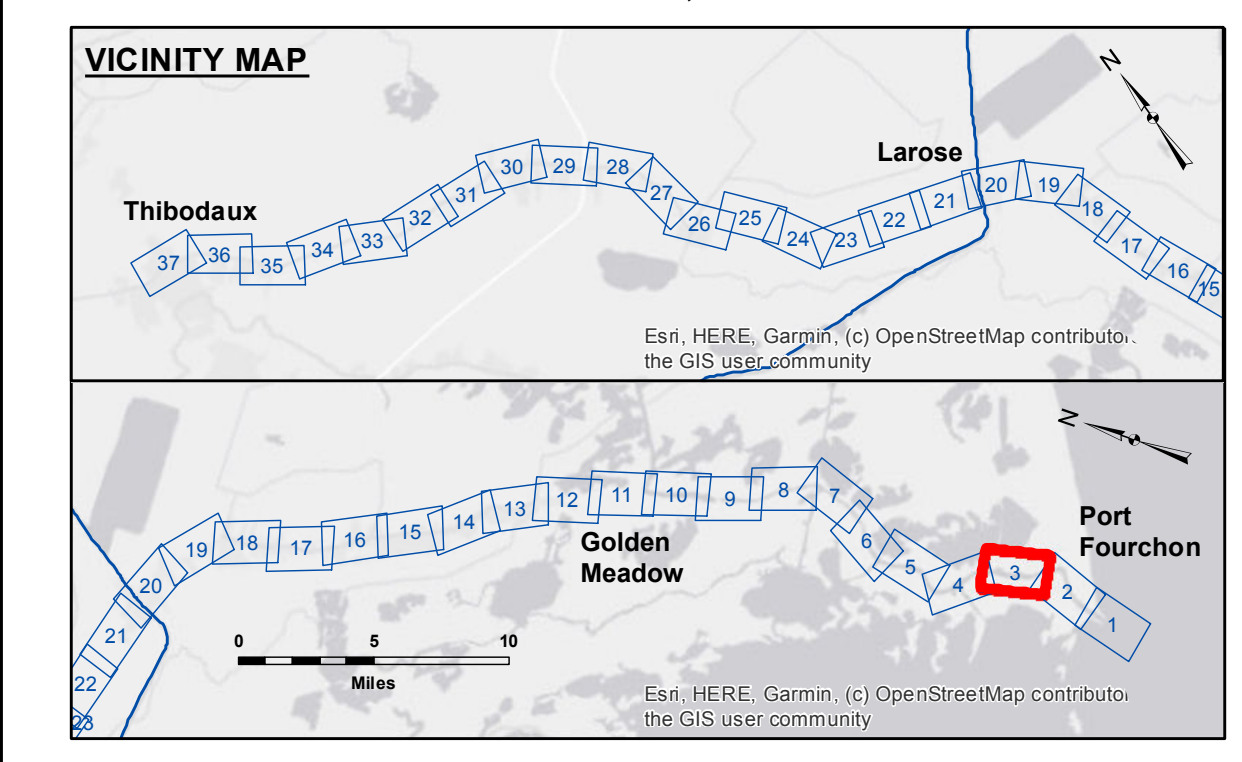 VICINITY MAP
N
Larose
Thibodaux
37 36 35 34 33 32 31 30 29 28 27 26 25 24 23 22 21 20 19 18 17 16 15
Esri, HERE, Garmin, (c) OpenStreetMap
the GIS user community
N
Port
Fourchon
Golden
Meadow
23 22 21 20 19 18 17 16 15 14 13 12 11 10 9 8 7 6 5 4 3 2 1
0 5 10
Miles
Esri, HERE, Garmin, (c) OpenStreetMap
the GIS user community